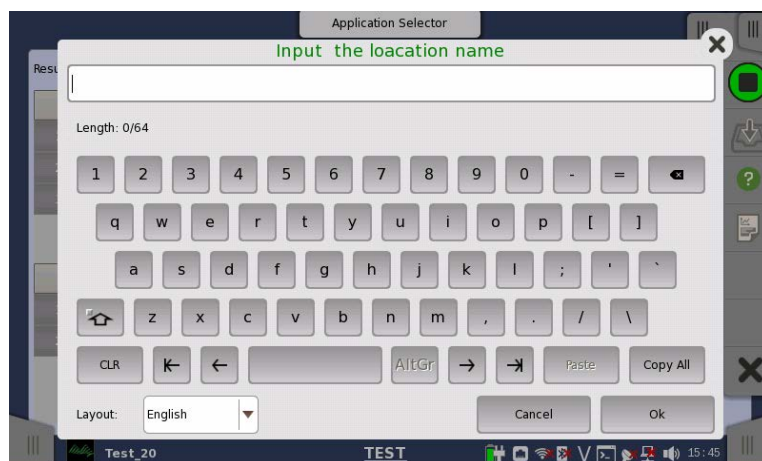 Application Selector
Input the loacation name
Resu
Length: 0/64
1 2 3 4 5 6 7 8 9 0 - =
q w e r t y u i o p [ ]
a s d f g h j k l ; ' `
z x c v b n m , . / \
CLR AltGr Paste Copy All
Layout: English Cancel Ok
Test_20 TEST 15:45